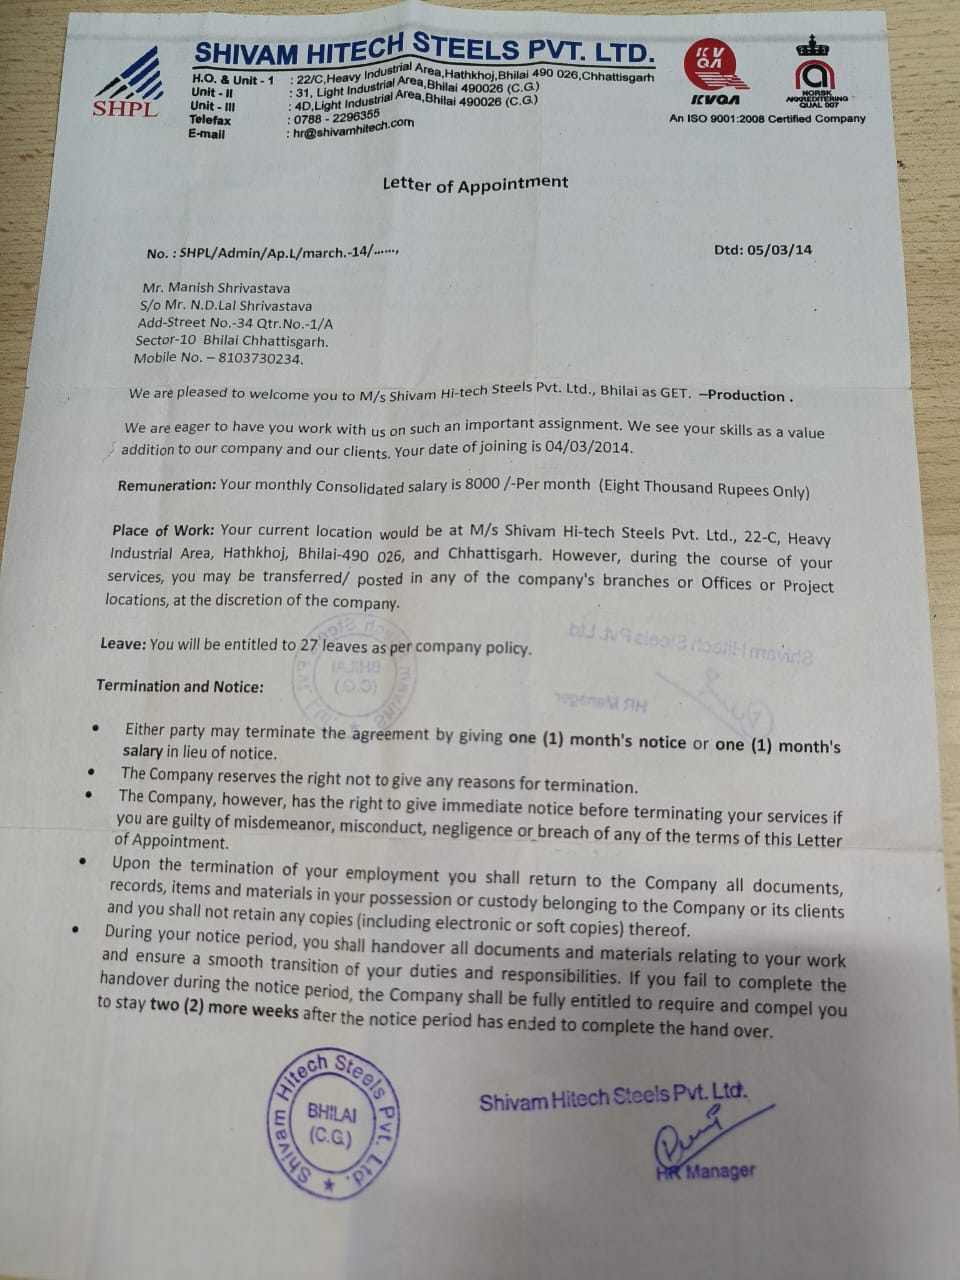 SHPL
SHIVAM HITECH STEELS PVT. LTD.
H.O. & Unit - 1 : 22/C,Heavy Industrial Area,Hathkhoj,Bhilai 490 026,Chhattisgarh
Unit - II : 31, Light Industrial Area,Bhilai 490026 (C.G.)
Unit - III : 4D,Light Industrial Area,Bhilai 490026 (C.G.)
Telefax : 0788 - 2296355
E-mail : hr@shivamhitech.com
KVQA
KVQA
NORSK
AKKREDITERING
QUAL 007
An ISO 9001:2008 Certified Company
Letter of Appointment
No. : SHPL/Admin/Ap.L/march.-14/......,
Dtd: 05/03/14
Mr. Manish Shrivastava
S/o Mr. N.D.Lal Shrivastava
Add-Street No.-34 Qtr.No.-1/A
Sector-10 Bhilai Chhattisgarh.
Mobile No. – 8103730234.
We are pleased to welcome you to M/s Shivam Hi-tech Steels Pvt. Ltd., Bhilai as GET. –Production .
We are eager to have you work with us on such an important assignment. We see your skills as a value
addition to our company and our clients. Your date of joining is 04/03/2014.
Remuneration: Your monthly Consolidated salary is 8000 /-Per month (Eight Thousand Rupees Only)
Place of Work: Your current location would be at M/s Shivam Hi-tech Steels Pvt. Ltd., 22-C, Heavy
Industrial Area, Hathkhoj, Bhilai-490 026, and Chhattisgarh. However, during the course of your
services, you may be transferred/ posted in any of the company's branches or Offices or Project
locations, at the discretion of the company.
Leave: You will be entitled to 27 leaves as per company policy.
Termination and Notice:
• Either party may terminate the agreement by giving one (1) month's notice or one (1) month's
salary in lieu of notice.
• The Company reserves the right not to give any reasons for termination.
• The Company, however, has the right to give immediate notice before terminating your services if
you are guilty of misdemeanor, misconduct, negligence or breach of any of the terms of this Letter
of Appointment.
• Upon the termination of your employment you shall return to the Company all documents,
records, items and materials in your possession or custody belonging to the Company or its clients
and you shall not retain any copies (including electronic or soft copies) thereof.
• During your notice period, you shall handover all documents and materials relating to your work
and ensure a smooth transition of your duties and responsibilities. If you fail to complete the
handover during the notice period, the Company shall be fully entitled to require and compel you
to stay two (2) more weeks after the notice period has ended to complete the hand over.
Shivam Hitech Steels Pvt. Ltd.
BHILAI
(C.G.)
Shivam Hitech Steels Pvt. Ltd.
HR Manager